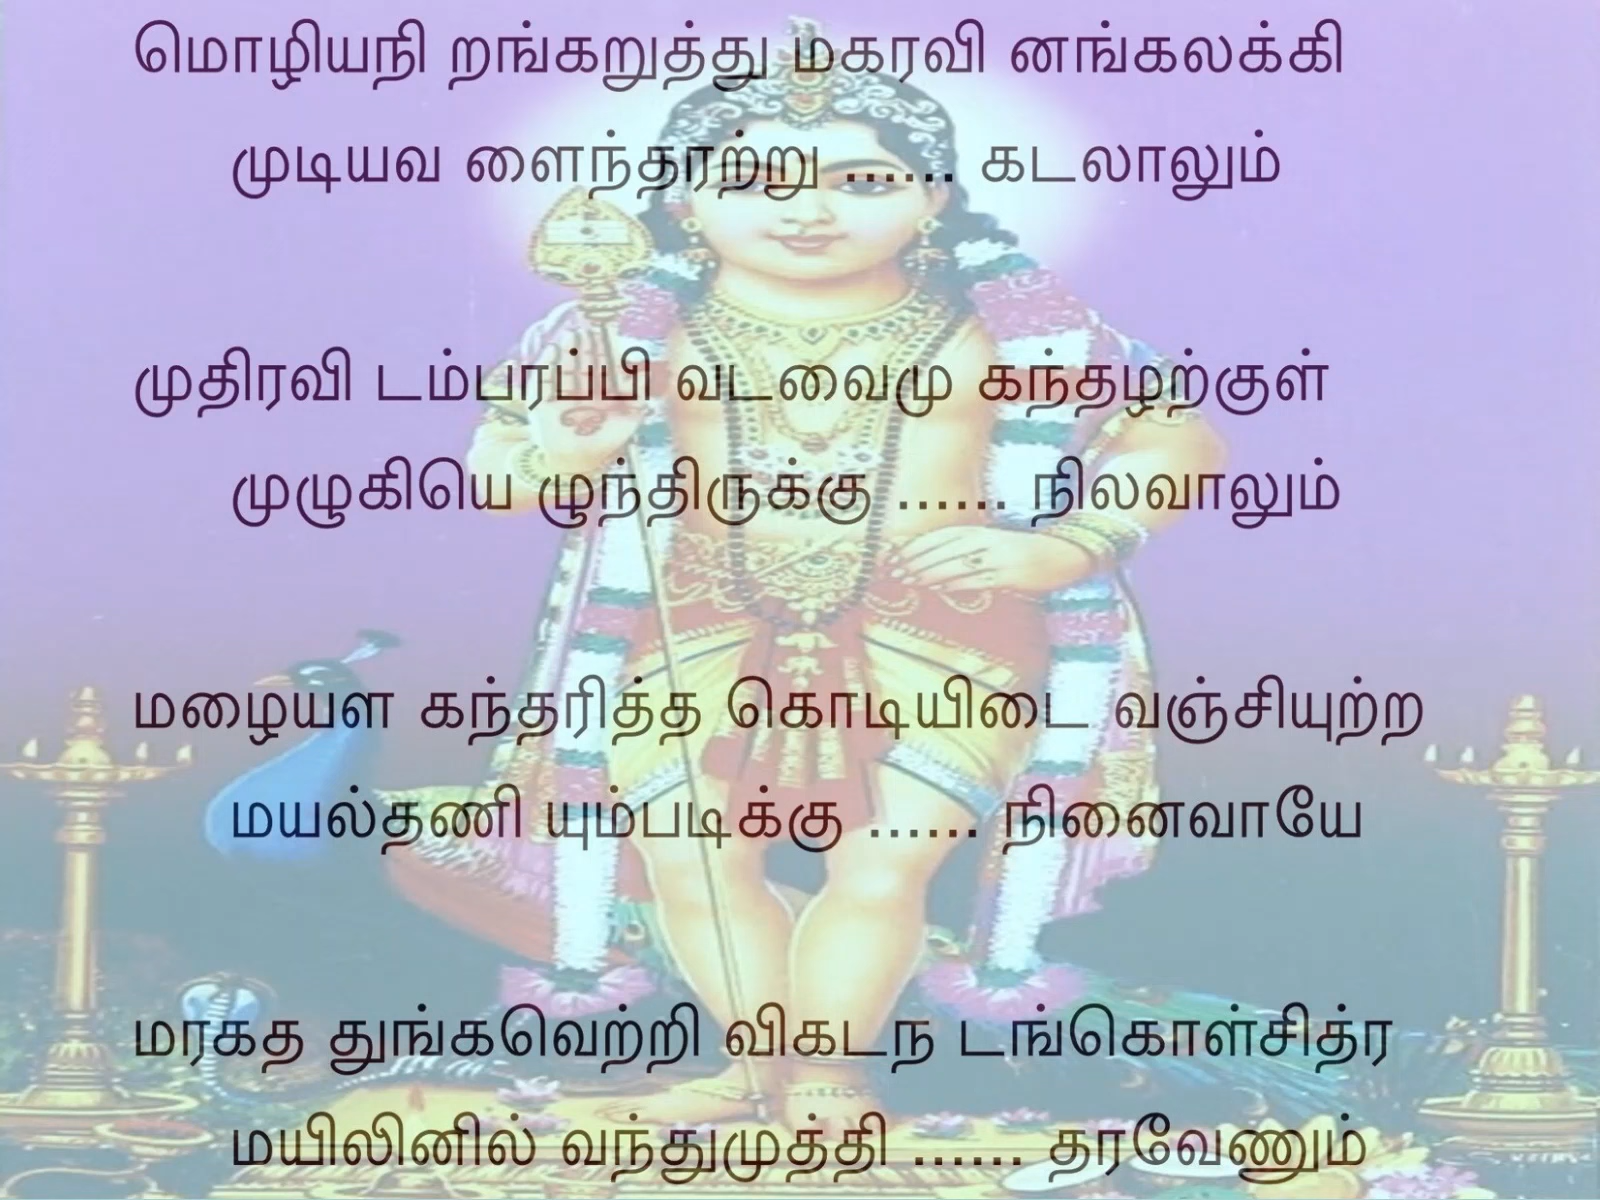 மொழியநி றங்கறுத்து மகரவி னங்கலக்கி
முடியவ ளைந்தரற்று ...... கடலாலும்
முதிரவி டம்பரப்பி வடவைமு கந்தழற்குள்
முழுகியெ ழுந்திருக்கு ...... நிலவாலும்
மழையள கந்தரித்த கொடியிடை வஞ்சியுற்ற
மயல்தணி யும்படிக்கு ...... நினைவாயே
மரகத துங்கவெற்றி விகடந டங்கொள்சித்ர
மயிலினில் வந்துமுத்தி ...... தரவேணும்